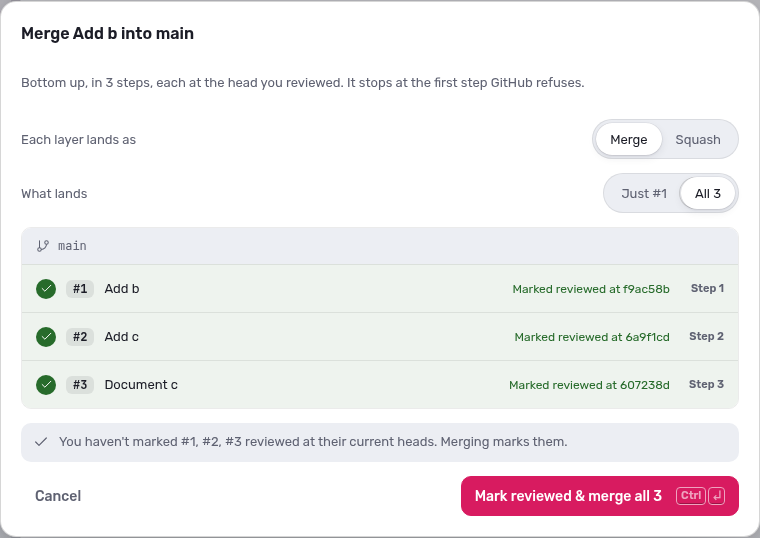 Merge Add b into main
Bottom up, in 3 steps, each at the head you reviewed. It stops at the first step GitHub refuses.
Each layer lands as Merge Squash
What lands Just #1 All 3
main
#1 Add b Marked reviewed at f9ac58b Step 1
#2 Add c Marked reviewed at 6a9f1cd Step 2
#3 Document c Marked reviewed at 607238d Step 3
You haven't marked #1, #2, #3 reviewed at their current heads. Merging marks them.
Cancel Mark reviewed & merge all 3 Ctrl ↵